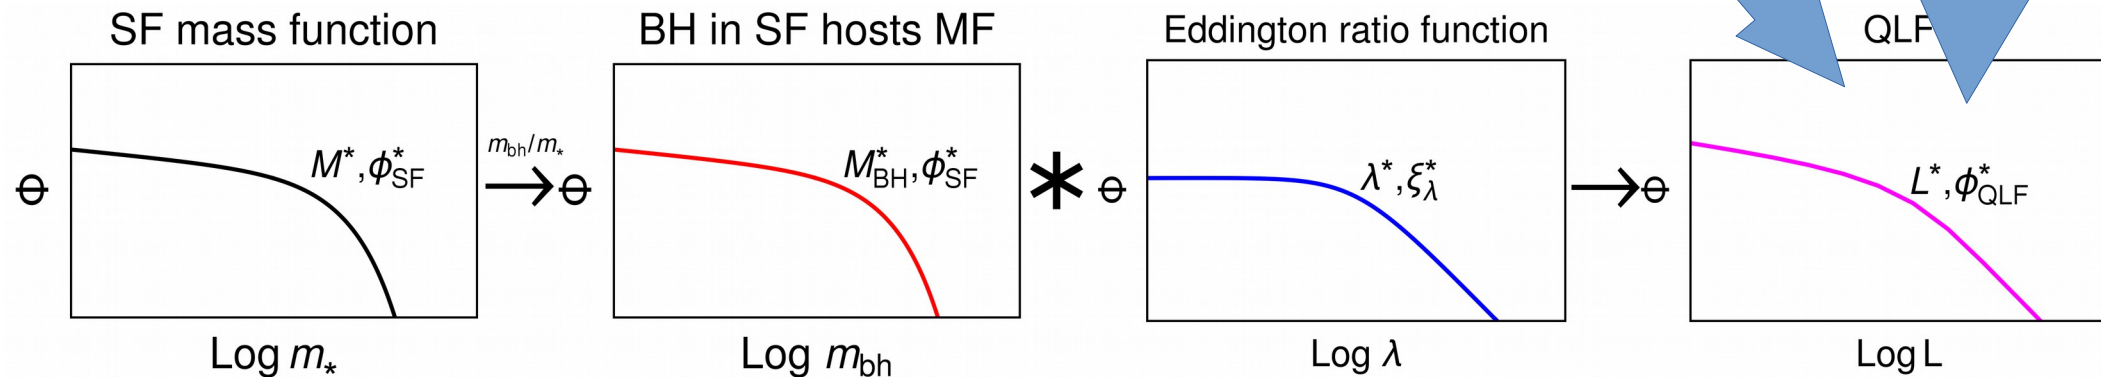 SF mass function
BH in SF hosts MF
Eddington ratio function
QLF
Φ
M*,ϕ*SF
mbh/m*
→
Φ
M*BH,ϕ*SF
*
Φ
λ*,ξ*λ
→
Φ
L*,ϕ*QLF
Log m*
Log mbh
Log λ
Log L